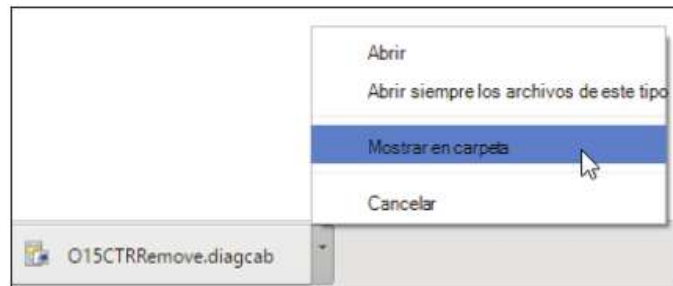 Abrir
Abrir siempre los archivos de este tipo
Mostrar en carpeta
Cancelar
O15CTRRemove.diagcab